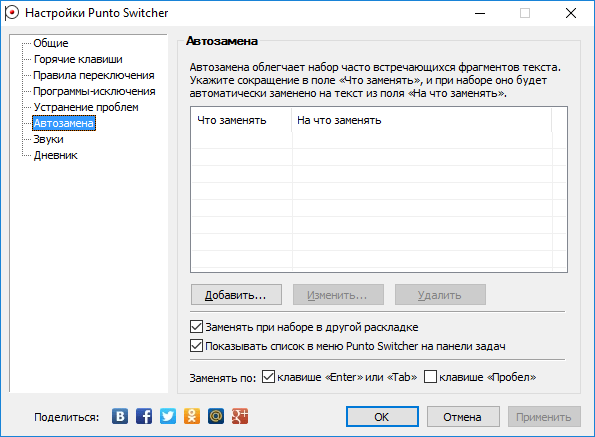 Настройки Punto Switcher
Общие
Горячие клавиши
Правила переключения
Программы-исключения
Устранение проблем
Автозамена
Звуки
Дневник
Автозамена
Автозамена облегчает набор часто встречающихся фрагментов текста.
Укажите сокращение в поле «Что заменять», и при наборе оно будет
автоматически заменено на текст из поля «На что заменять».
Что заменять На что заменять
Добавить... Изменить... Удалить
Заменять при наборе в другой раскладке
Показывать список в меню Punto Switcher на панели задач
Заменять по: клавише «Enter» или «Tab» клавише «Пробел»
Поделиться: B f @ g+ OK Отмена Применить